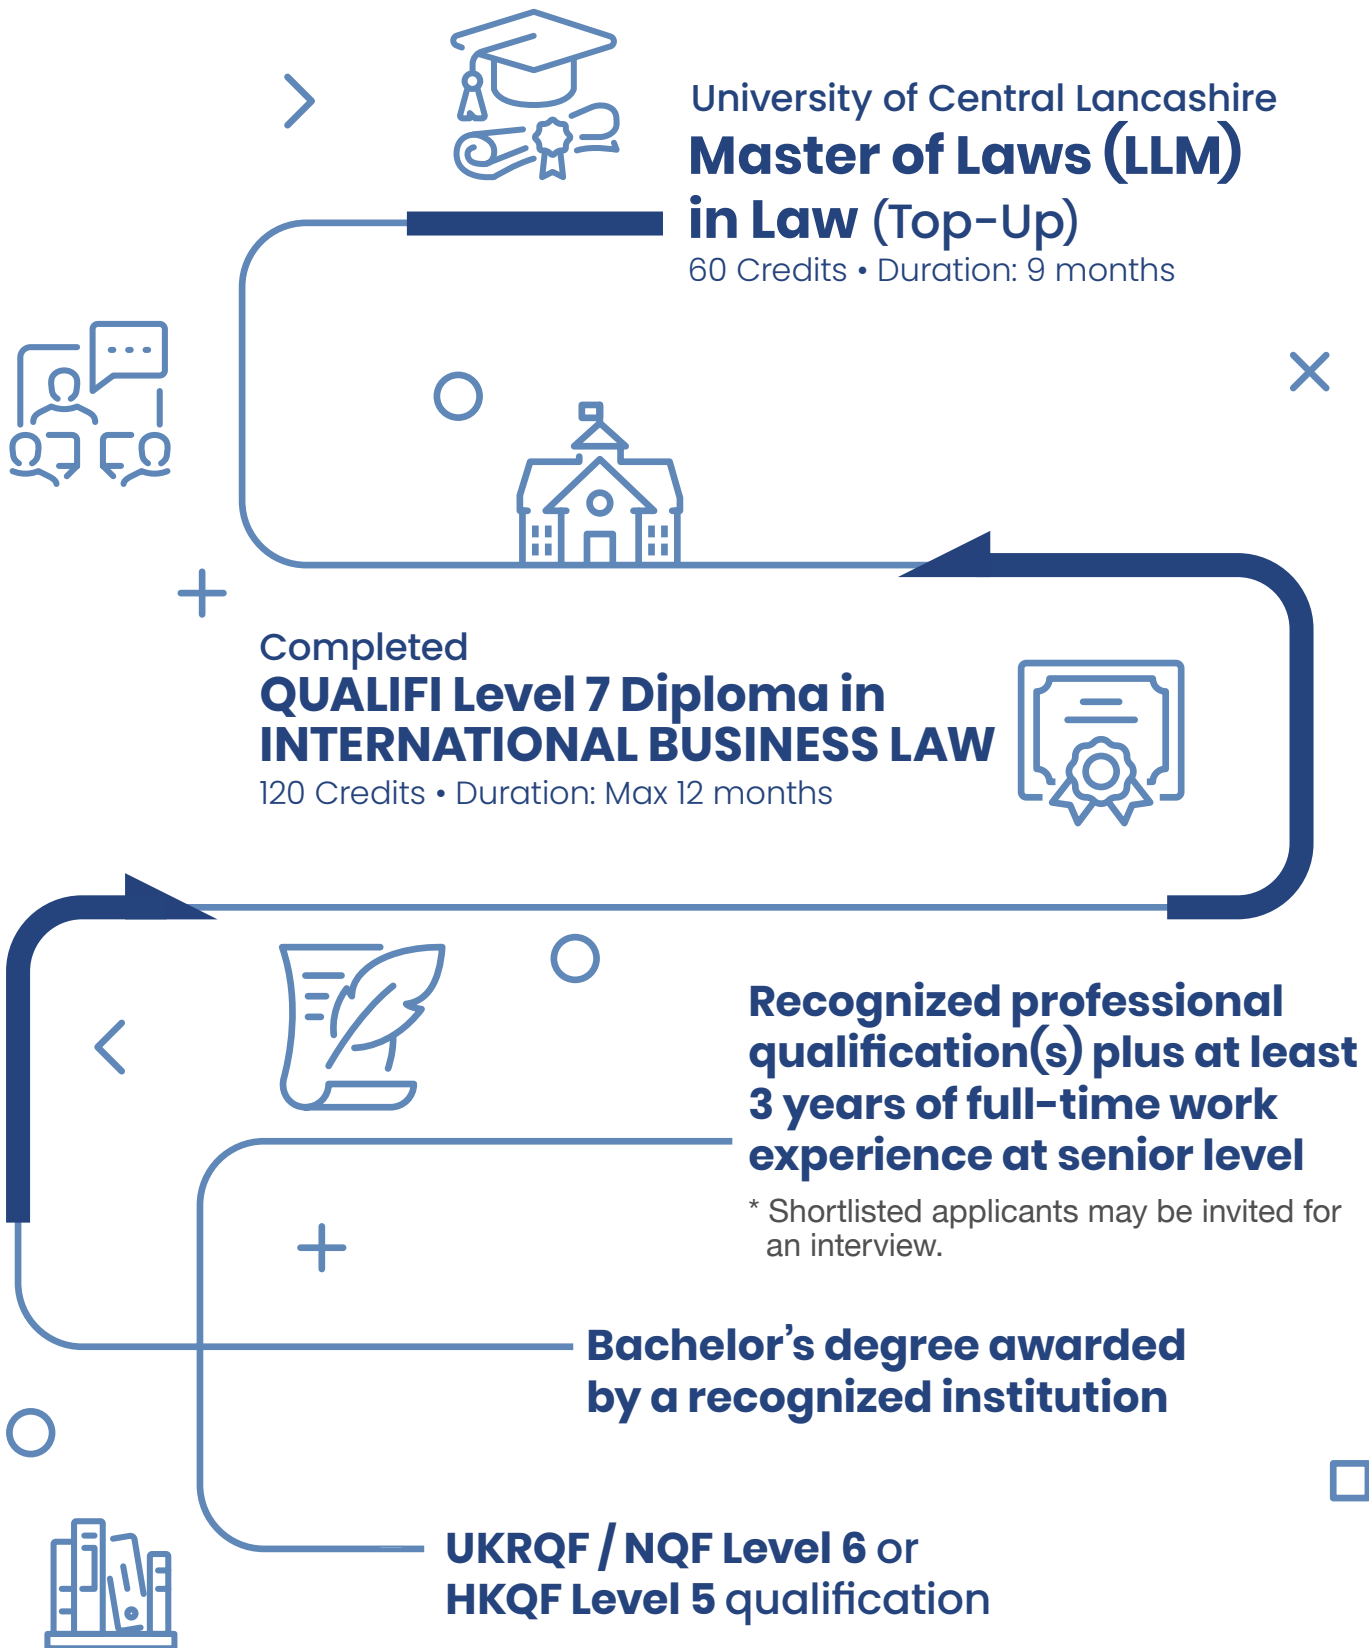 University of Central Lancashire
Master of Laws (LLM)
in Law (Top-Up)
60 Credits • Duration: 9 months
Completed
QUALIFI Level 7 Diploma in
INTERNATIONAL BUSINESS LAW
120 Credits • Duration: Max 12 months
Recognized professional
qualification(s) plus at least
3 years of full-time work
experience at senior level
* Shortlisted applicants may be invited for
an interview.
Bachelor’s degree awarded
by a recognized institution
UKRQF / NQF Level 6 or
HKQF Level 5 qualification